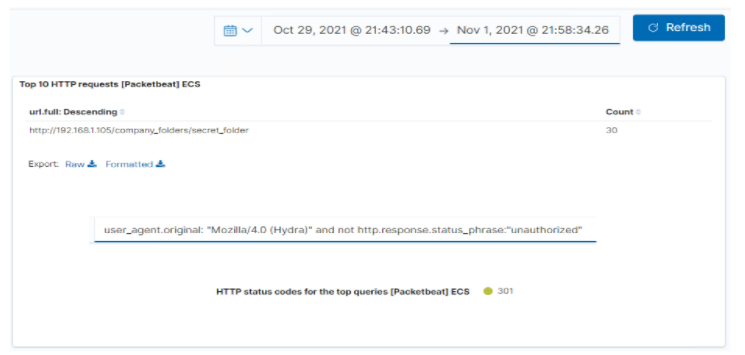 Oct 29, 2021 @ 21:43:10.69 → Nov 1, 2021 @ 21:58:34.26 Refresh
Top 10 HTTP requests [Packetbeat] ECS
url.full: Descending Count
http://192.168.1.105/company_folders/secret_folder 30
Export: Raw Formatted
user_agent.original: "Mozilla/4.0 (Hydra)" and not http.response.status_phrase:"unauthorized"
HTTP status codes for the top queries [Packetbeat] ECS 301